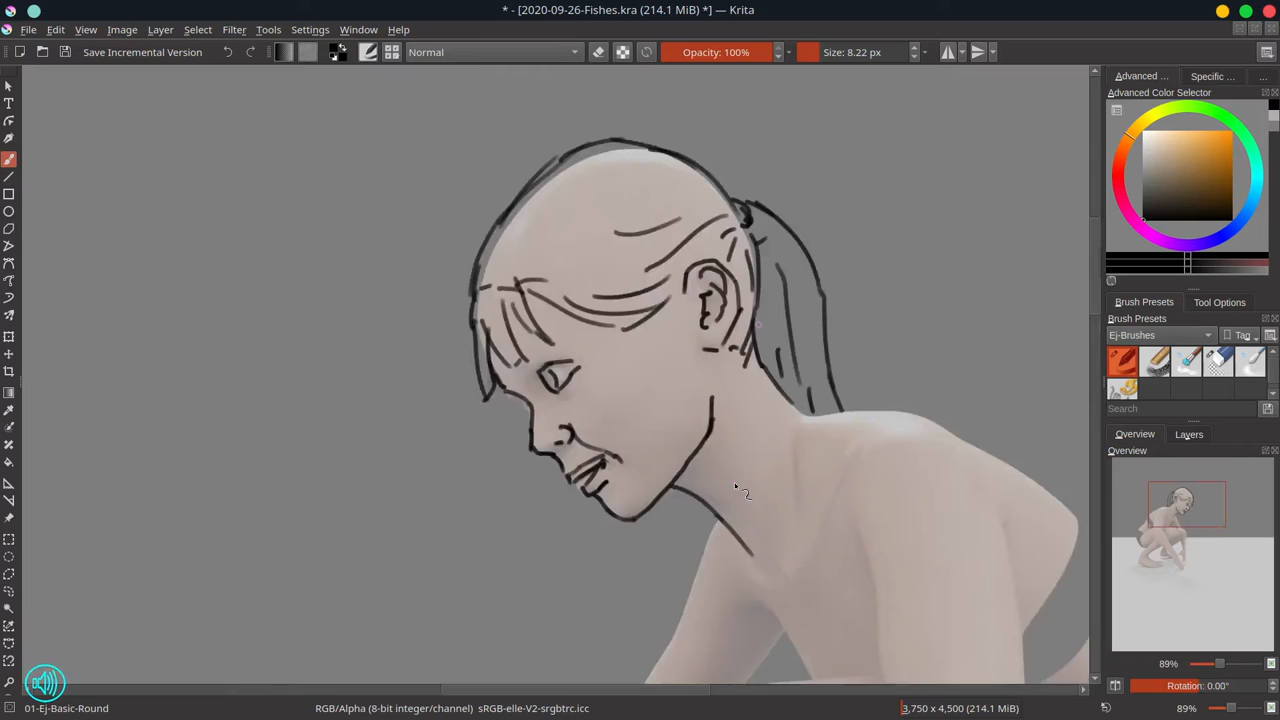 * - [2020-09-26-Fishes.kra (214.1 MiB) *] — Krita
File Edit View Image Layer Select Filter Tools Settings Window Help
Save Incremental Version Normal Opacity: 100% Size: 8.22 px
Advanced ... Specific ... ...
Advanced Color Selector
Brush Presets Tool Options
Brush Presets
Ej-Brushes Tag
Search
Overview Layers
Overview
89%
Rotation: 0.00°
01-Ej-Basic-Round RGB/Alpha (8-bit integer/channel) sRGB-elle-V2-srgbtrc.icc 3,750 x 4,500 (214.1 MiB) 89%